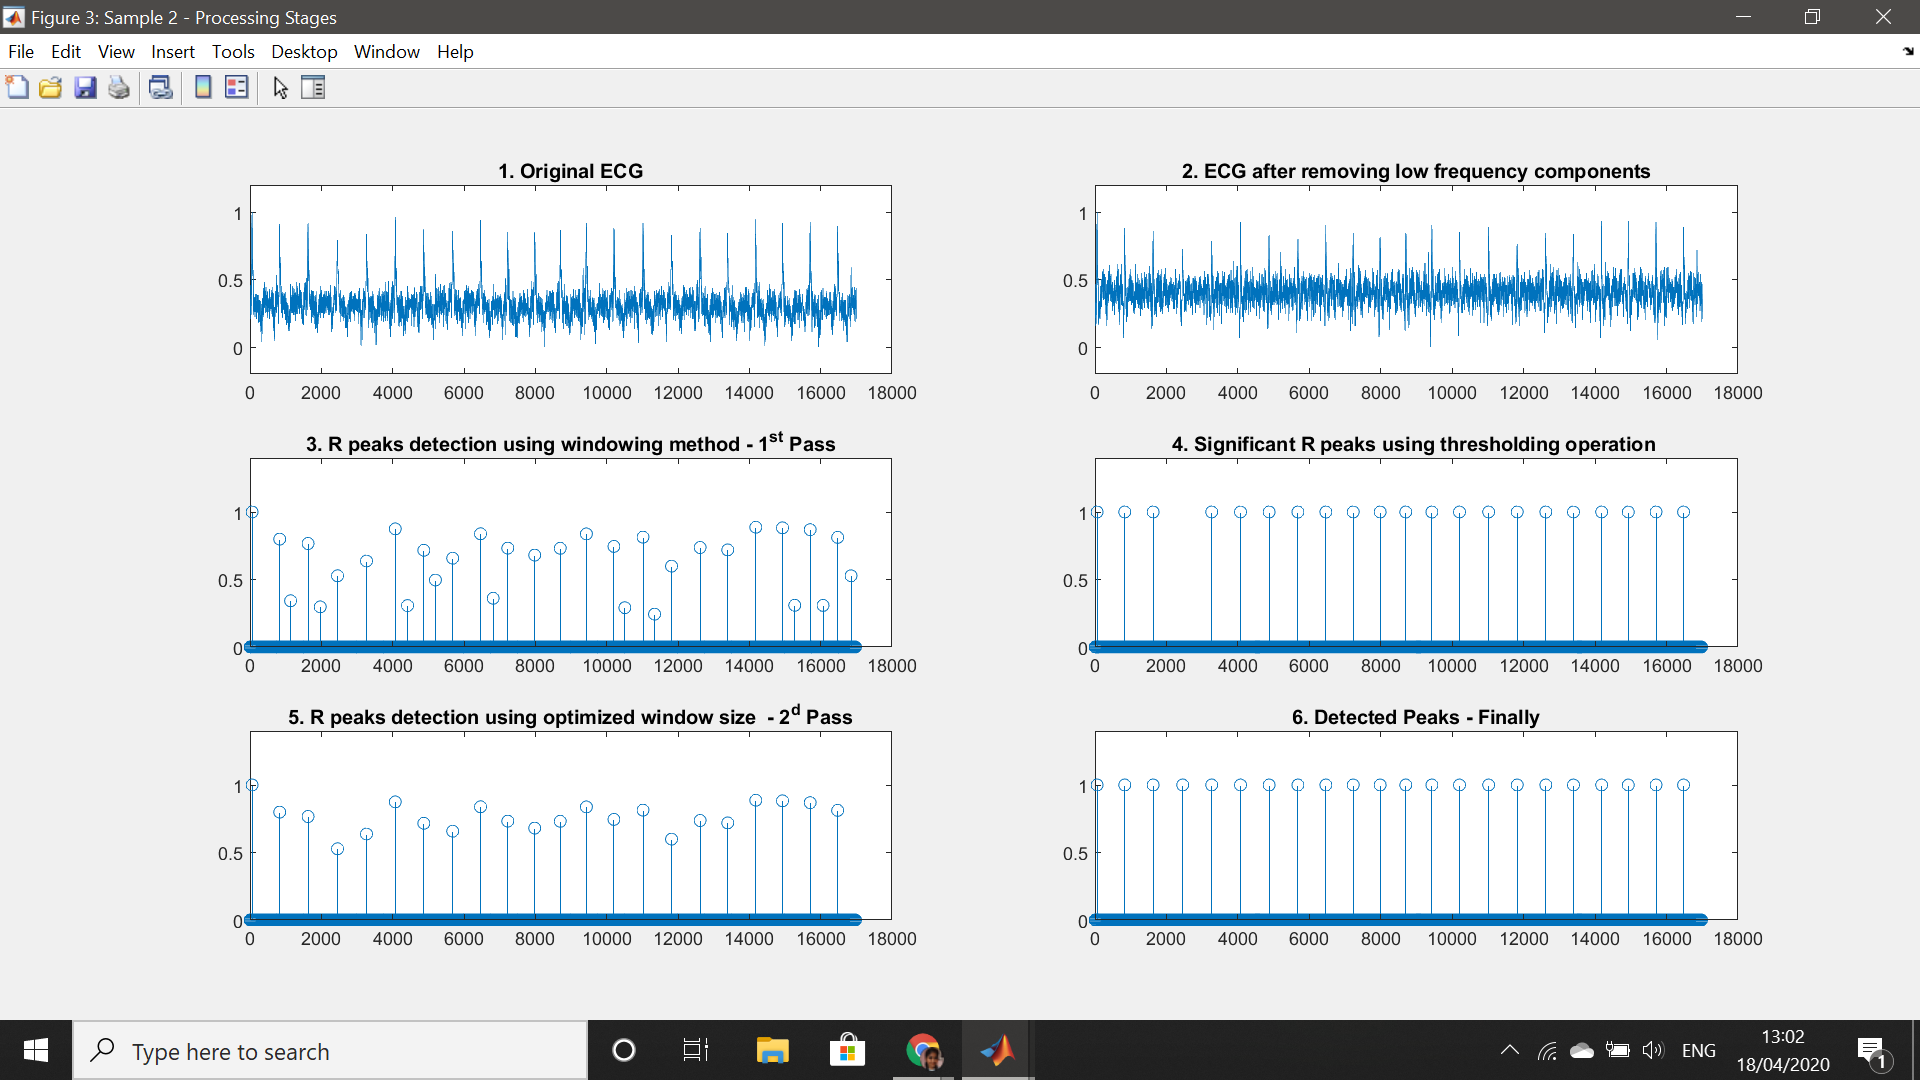 Figure 3: Sample 2 - Processing Stages
File Edit View Insert Tools Desktop Window Help
1. Original ECG
1
0.5
0
0 2000 4000 6000 8000 10000 12000 14000 16000 18000
2. ECG after removing low frequency components
1
0.5
0
0 2000 4000 6000 8000 10000 12000 14000 16000 18000
3. R peaks detection using windowing method - 1st Pass
1
0.5
0
0 2000 4000 6000 8000 10000 12000 14000 16000 18000
4. Significant R peaks using thresholding operation
1
0.5
0
0 2000 4000 6000 8000 10000 12000 14000 16000 18000
5. R peaks detection using optimized window size  - 2d Pass
1
0.5
0
0 2000 4000 6000 8000 10000 12000 14000 16000 18000
6. Detected Peaks - Finally
1
0.5
0
0 2000 4000 6000 8000 10000 12000 14000 16000 18000
Type here to search
ENG
13:02
18/04/2020
1